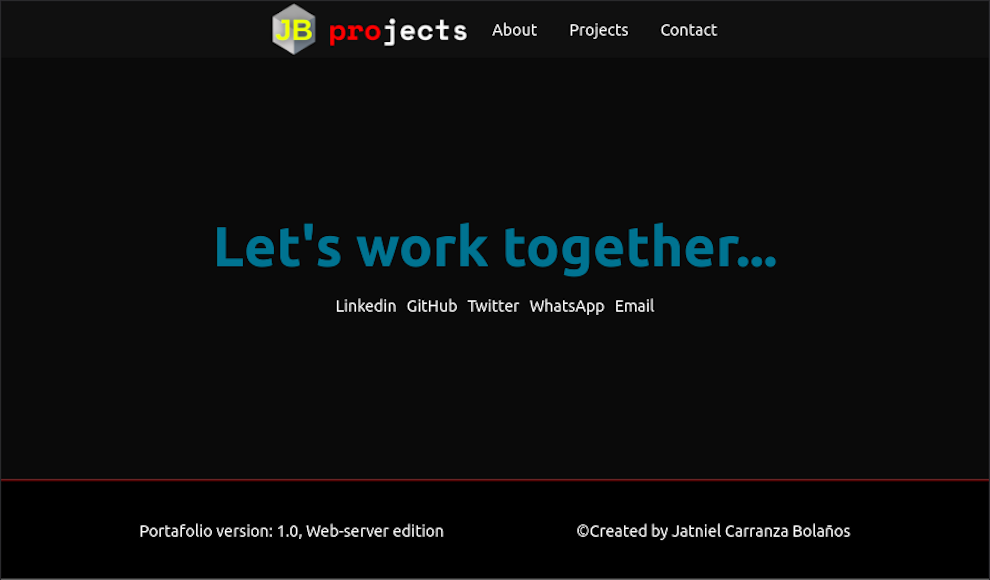 JB projects About Projects Contact
Let's work together...
Linkedin GitHub Twitter WhatsApp Email
Portafolio version: 1.0, Web-server edition ©Created by Jatniel Carranza Bolaños